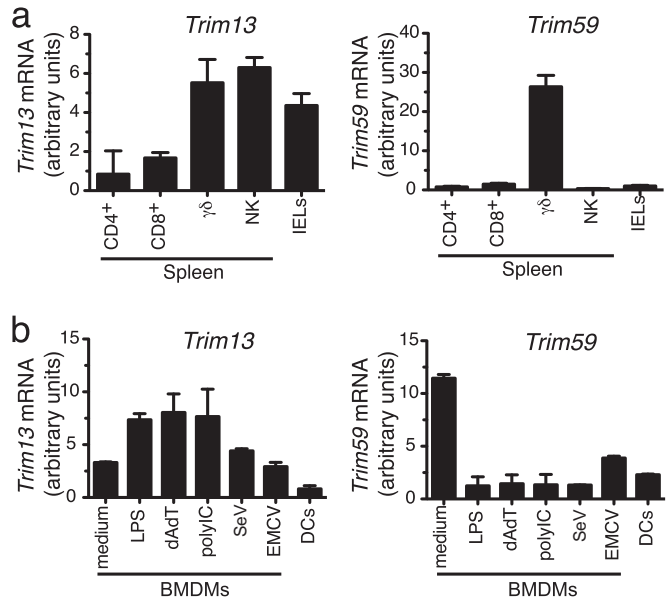 a
Trim13
Trim13 mRNA
(arbitrary units)
8
6
4
2
0
CD4+
CD8+
γδ
NK
IELs
Spleen
Trim59
Trim59 mRNA
(arbitrary units)
40
30
20
10
0
CD4+
CD8+
γδ
NK
IELs
Spleen
b
Trim13
Trim13 mRNA
(arbitrary units)
15
10
5
0
medium
LPS
dAdT
polyIC
SeV
EMCV
DCs
BMDMs
Trim59
Trim59 mRNA
(arbitrary units)
15
10
5
0
medium
LPS
dAdT
polyIC
SeV
EMCV
DCs
BMDMs